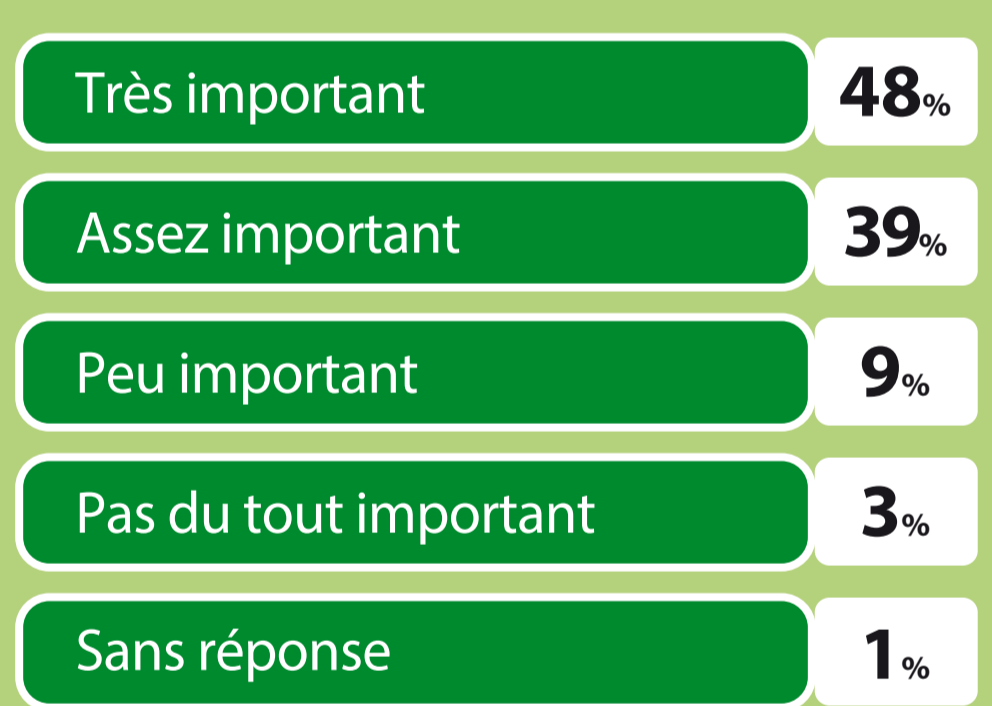 Très important 48%
Assez important 39%
Peu important 9%
Pas du tout important 3%
Sans réponse 1%